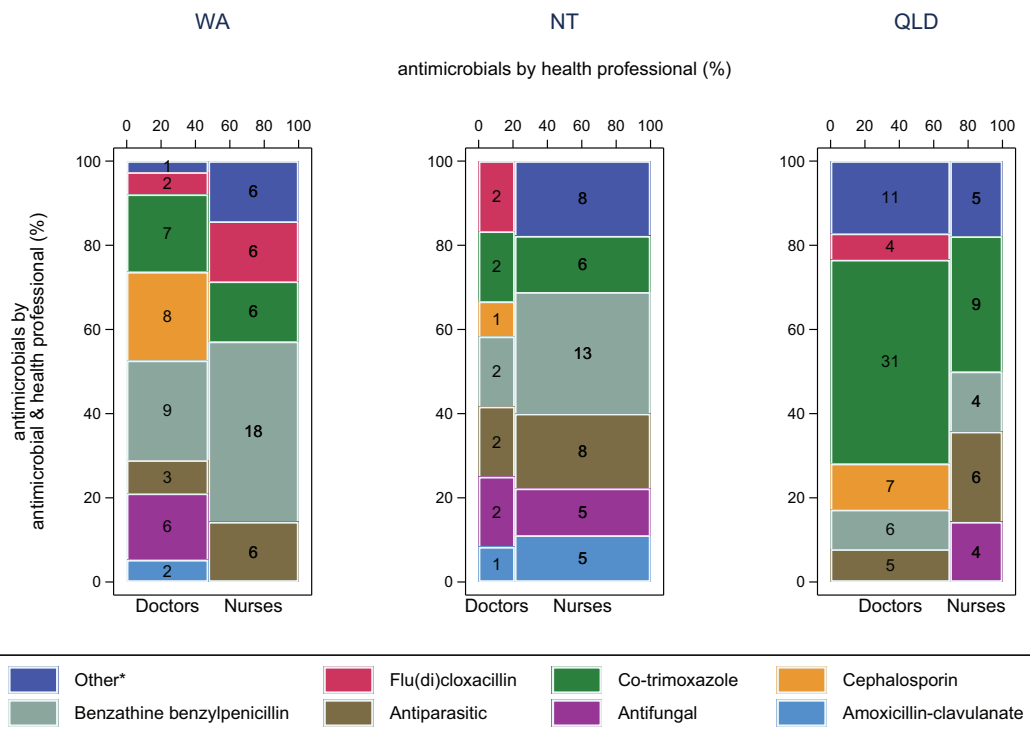 WA NT QLD
antimicrobials by health professional (%)
0 20 40 60 80 100 0 20 40 60 80 100 0 20 40 60 80 100
antimicrobials by
antimicrobial & health professional (%)
100 1 6 100 2 8 100 11 5
2 6 4
80 7 80 2 6 80 9
6
8 1 31
60 60 13 60
9 18 2 4
40 40 40
3 2 8 6
20 6 6 20 2 5 20 7
6 4
2 1 5 5
0 0 0
Doctors Nurses Doctors Nurses Doctors Nurses
Other* Flu(di)cloxacillin Co-trimoxazole Cephalosporin
Benzathine benzylpenicillin Antiparasitic Antifungal Amoxicillin-clavulanate